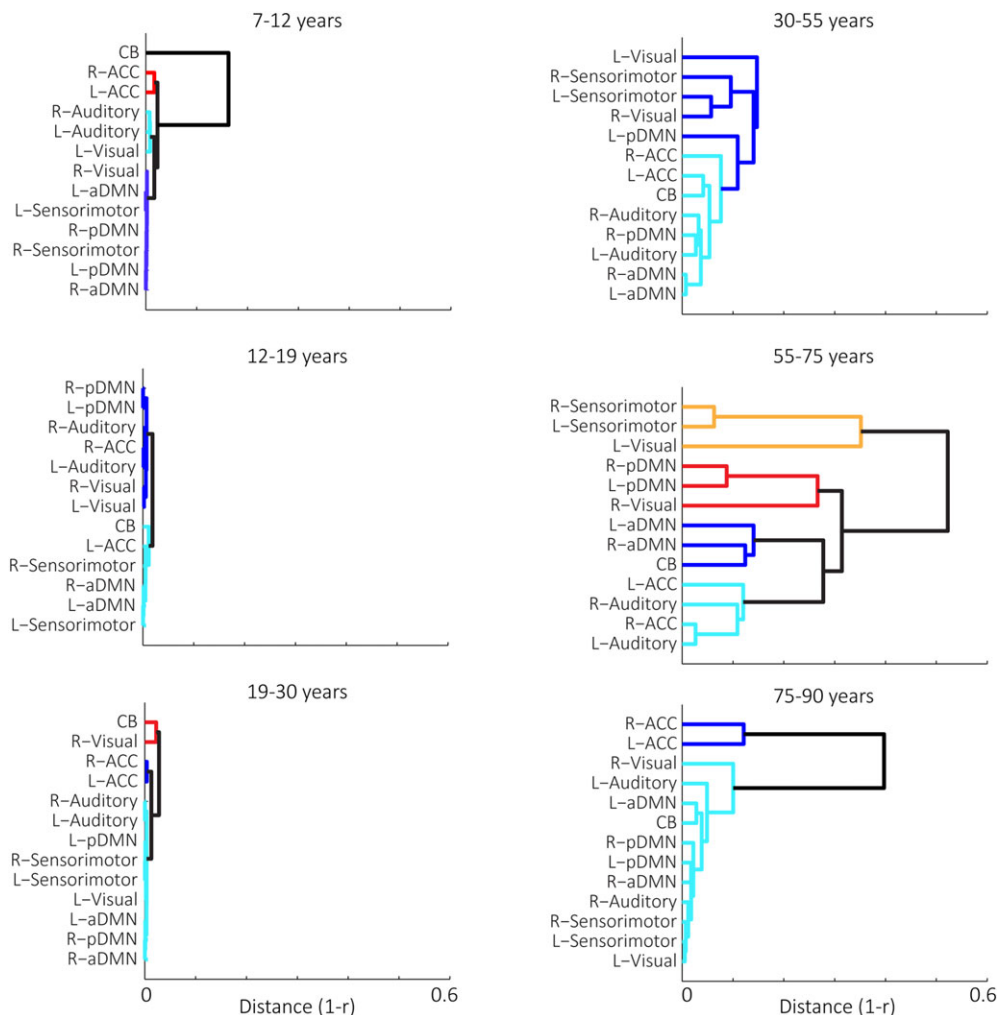 7-12 years
CB
R-ACC
L-ACC
R-Auditory
L-Auditory
L-Visual
R-Visual
L-aDMN
L-Sensorimotor
R-pDMN
R-Sensorimotor
L-pDMN
R-aDMN
12-19 years
R-pDMN
L-pDMN
R-Auditory
R-ACC
L-Auditory
R-Visual
L-Visual
CB
L-ACC
R-Sensorimotor
R-aDMN
L-aDMN
L-Sensorimotor
19-30 years
CB
R-Visual
R-ACC
L-ACC
R-Auditory
L-Auditory
L-pDMN
R-Sensorimotor
L-Sensorimotor
L-Visual
L-aDMN
R-pDMN
R-aDMN
0 0.6
Distance (1-r)
30-55 years
L-Visual
R-Sensorimotor
L-Sensorimotor
R-Visual
L-pDMN
R-ACC
L-ACC
CB
R-Auditory
R-pDMN
L-Auditory
R-aDMN
L-aDMN
55-75 years
R-Sensorimotor
L-Sensorimotor
L-Visual
R-pDMN
L-pDMN
R-Visual
L-aDMN
R-aDMN
CB
L-ACC
R-Auditory
R-ACC
L-Auditory
75-90 years
R-ACC
L-ACC
R-Visual
L-Auditory
L-aDMN
CB
R-pDMN
L-pDMN
R-aDMN
R-Auditory
R-Sensorimotor
L-Sensorimotor
L-Visual
0 0.6
Distance (1-r)